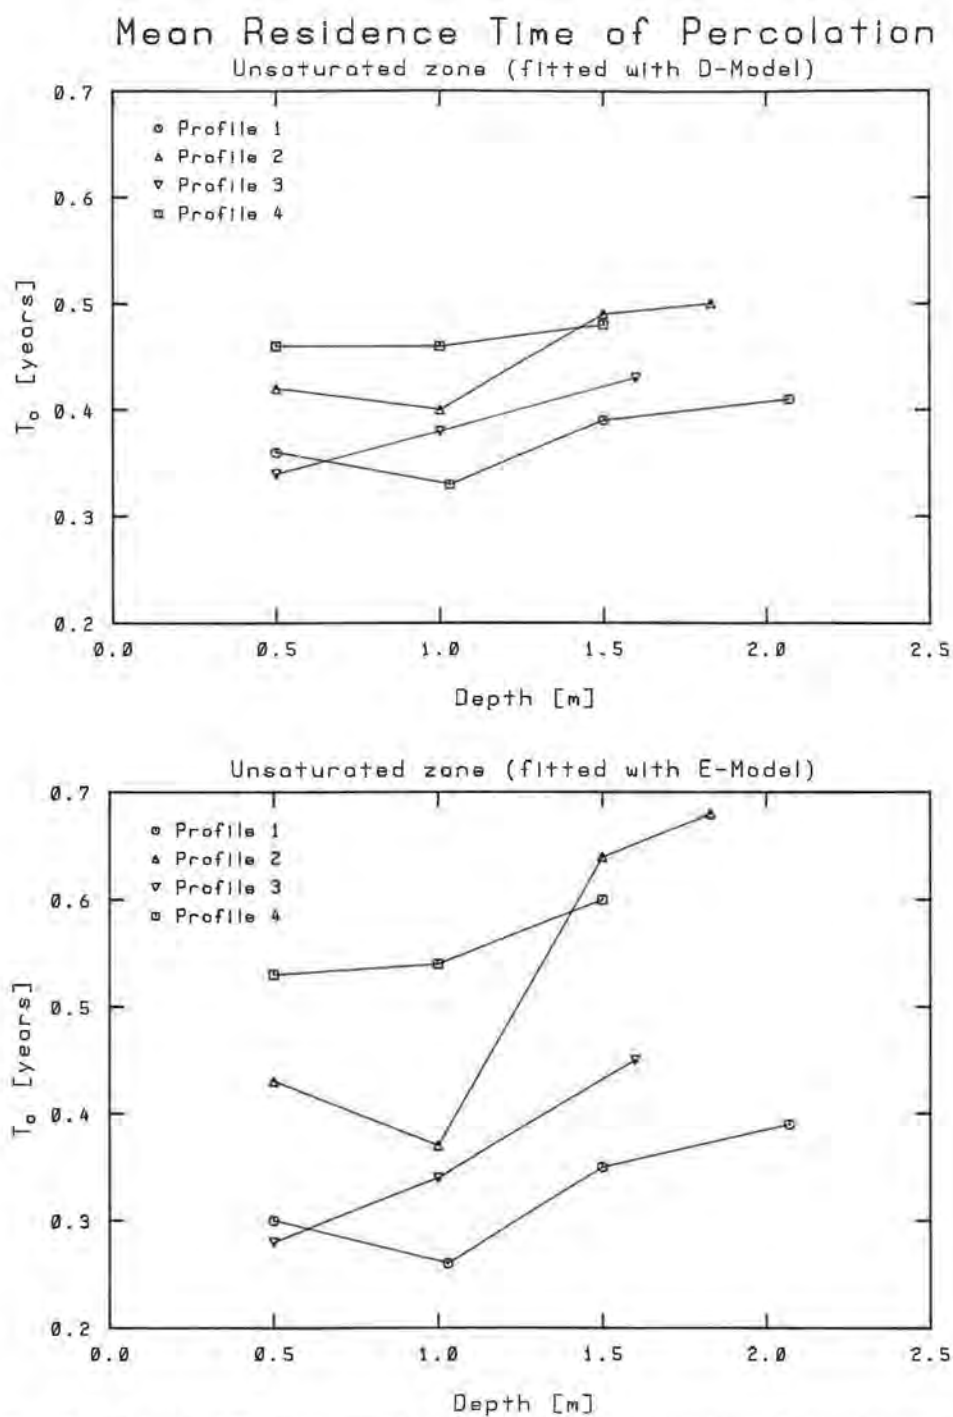 Mean Residence Time of Percolation
Unsaturated zone (fitted with D-Model)
0.7
Profile 1
Profile 2
Profile 3
Profile 4
0.6
0.5
0.4
0.3
0.2
To [years]
0.0 0.5 1.0 1.5 2.0 2.5
Depth [m]
Unsaturated zone (fitted with E-Model)
0.7
Profile 1
Profile 2
Profile 3
Profile 4
0.6
0.5
0.4
0.3
0.2
To [years]
0.0 0.5 1.0 1.5 2.0 2.5
Depth [m]